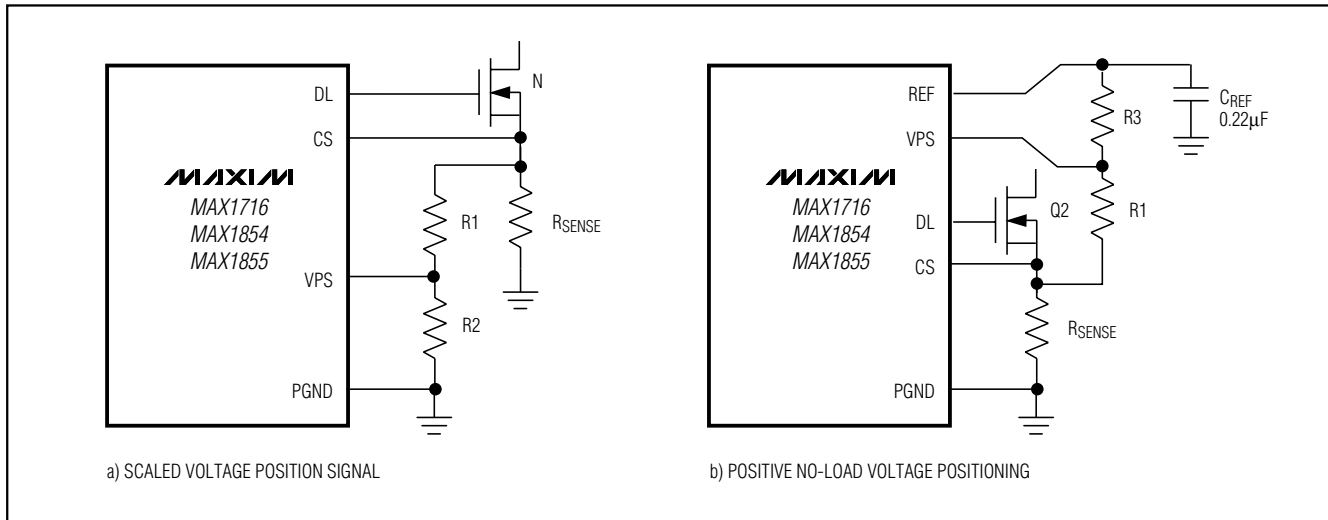 DL
N
CS
MAXIM
MAX1716
MAX1854
MAX1855
R1
RSENSE
VPS
R2
PGND
a) SCALED VOLTAGE POSITION SIGNAL
REF
CREF
0.22µF
R3
VPS
MAXIM
MAX1716
MAX1854
MAX1855
DL
Q2
R1
CS
RSENSE
PGND
b) POSITIVE NO-LOAD VOLTAGE POSITIONING